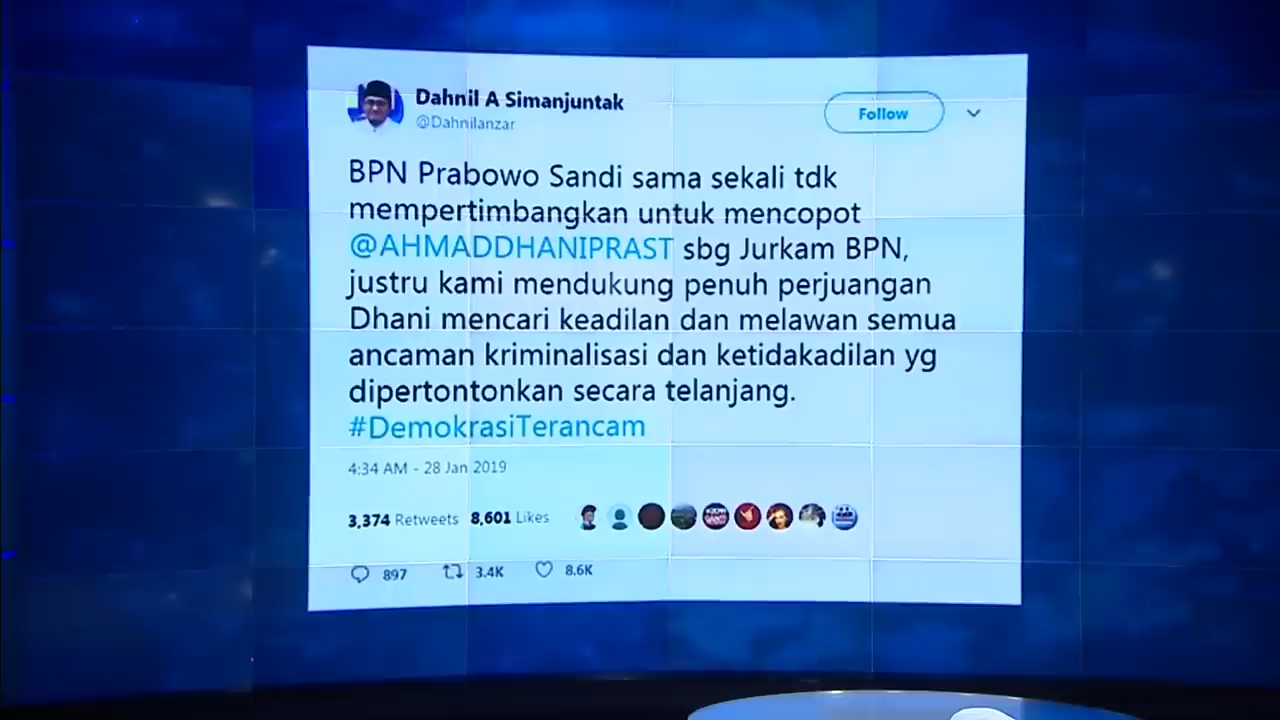 Dahnil A Simanjuntak
@Dahnilanzar
Follow
BPN Prabowo Sandi sama sekali tdk
mempertimbangkan untuk mencopot
@AHMADDHANIPRAST sbg Jurkam BPN,
justru kami mendukung penuh perjuangan
Dhani mencari keadilan dan melawan semua
ancaman kriminalisasi dan ketidakadilan yg
dipertontonkan secara telanjang.
#DemokrasiTerancam
4:34 AM - 28 Jan 2019
3,374 Retweets 8,601 Likes
897 3.4K 8.6K